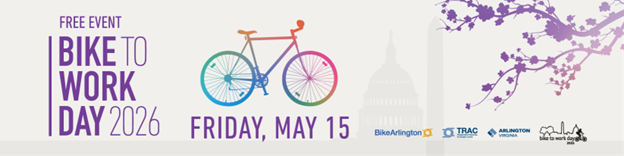 FREE EVENT
BIKE TO
WORK
DAY 2026
FRIDAY, MAY 15
BikeArlington
TRAC
ARLINGTON
VIRGINIA
bike to work day